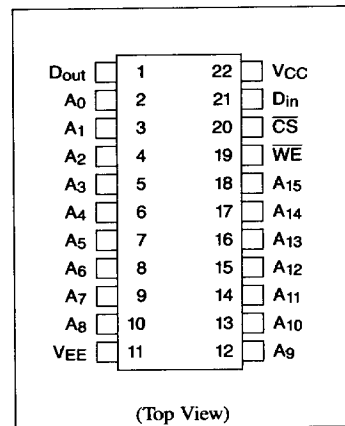 Dout 1 22 VCC
A0 2 21 Din
A1 3 20 C̅S̅
A2 4 19 W̅E̅
A3 5 18 A15
A4 6 17 A14
A5 7 16 A13
A6 8 15 A12
A7 9 14 A11
A8 10 13 A10
VEE 11 12 A9
(Top View)